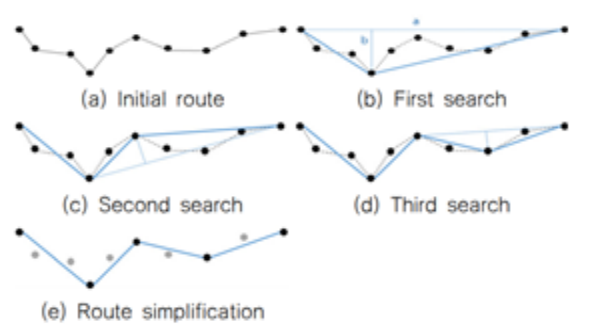 a
b
(a) Initial route
(b) First search
(c) Second search
(d) Third search
(e) Route simplification